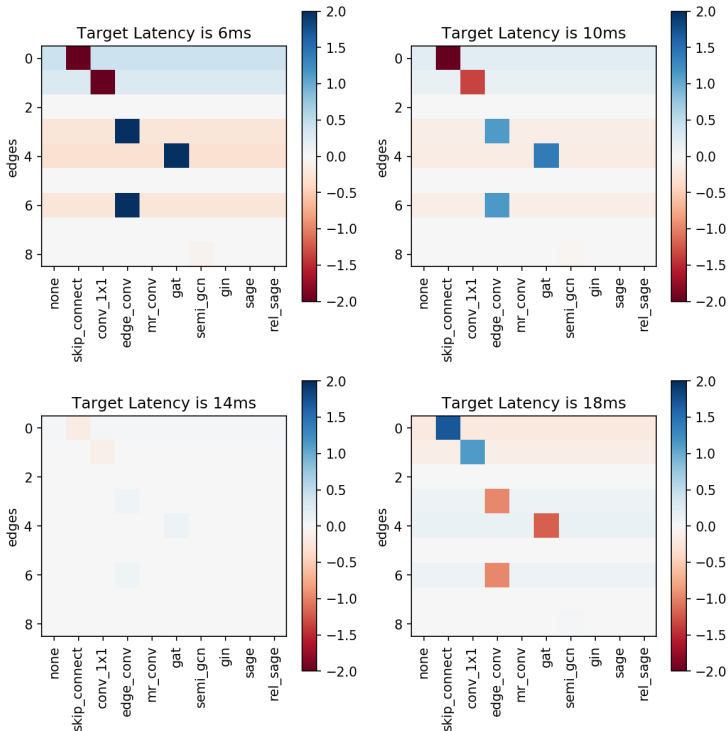 Target Latency is 6ms
edges
0
2
4
6
8
none
skip_connect
conv_1x1
edge_conv
mr_conv
gat
semi_gcn
gin
sage
rel_sage
2.0
1.5
1.0
0.5
0.0
−0.5
−1.0
−1.5
−2.0
Target Latency is 10ms
edges
0
2
4
6
8
none
skip_connect
conv_1x1
edge_conv
mr_conv
gat
semi_gcn
gin
sage
rel_sage
2.0
1.5
1.0
0.5
0.0
−0.5
−1.0
−1.5
−2.0
Target Latency is 14ms
edges
0
2
4
6
8
none
skip_connect
conv_1x1
edge_conv
mr_conv
gat
semi_gcn
gin
sage
rel_sage
2.0
1.5
1.0
0.5
0.0
−0.5
−1.0
−1.5
−2.0
Target Latency is 18ms
edges
0
2
4
6
8
none
skip_connect
conv_1x1
edge_conv
mr_conv
gat
semi_gcn
gin
sage
rel_sage
2.0
1.5
1.0
0.5
0.0
−0.5
−1.0
−1.5
−2.0